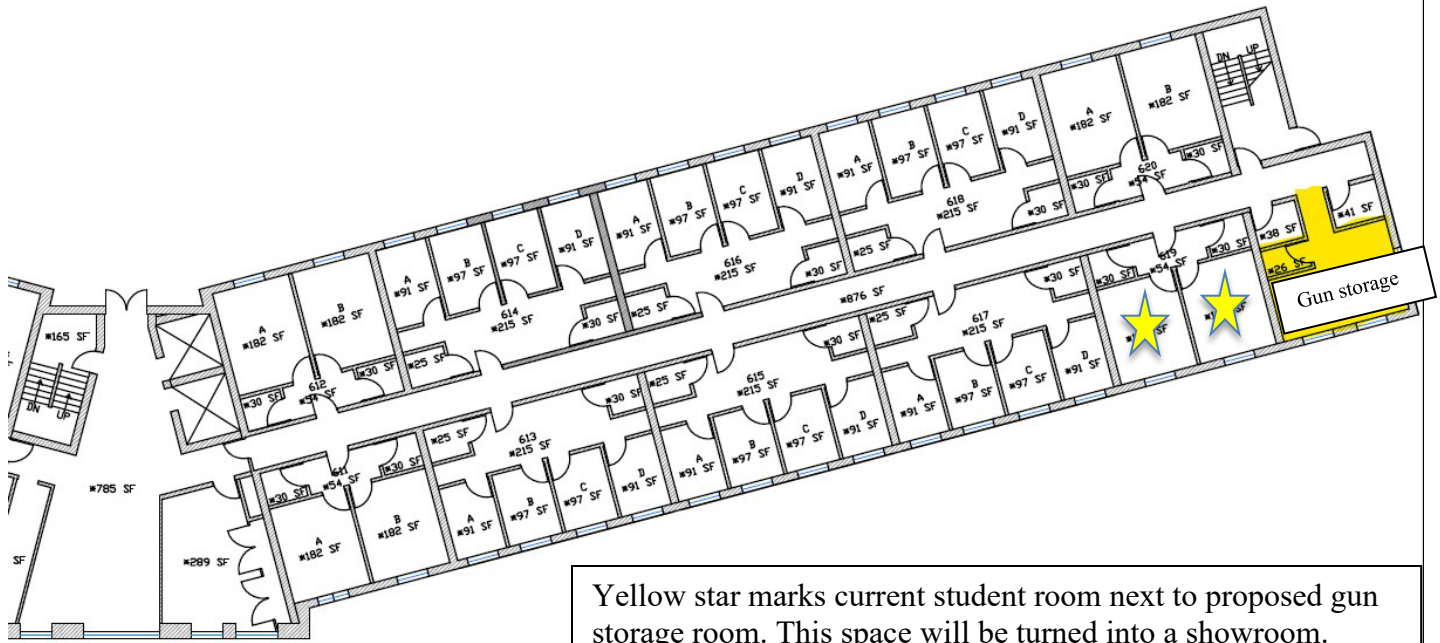 DN UP
B
*182 SF
A
*182 SF
620
*54 SF
*30 SF
*30 SF
D
*91 SF
C
*97 SF
B
*97 SF
A
*91 SF
618
*215 SF
*30 SF
*25 SF
D
*91 SF
C
*97 SF
B
*97 SF
A
*91 SF
616
*215 SF
*30 SF
*25 SF
D
*91 SF
C
*97 SF
B
*97 SF
A
*91 SF
614
*215 SF
*30 SF
*25 SF
B
*182 SF
A
*182 SF
612
*54 SF
*30 SF
*30 SF
*41 SF
*38 SF
*26 SF
Gun storage
619
*54 SF
*30 SF
*30 SF
*876 SF
617
*215 SF
*30 SF
*25 SF
A
*91 SF
B
*97 SF
C
*97 SF
D
*91 SF
615
*215 SF
*30 SF
*25 SF
A
*91 SF
B
*97 SF
C
*97 SF
D
*91 SF
613
*215 SF
*30 SF
*25 SF
A
*91 SF
B
*97 SF
C
*97 SF
D
*91 SF
611
*54 SF
*30 SF
*30 SF
A
*182 SF
B
*182 SF
*165 SF
DN UP
*785 SF
*289 SF
SF
Yellow star marks current student room next to proposed gun
storage room. This space will be turned into a showroom.